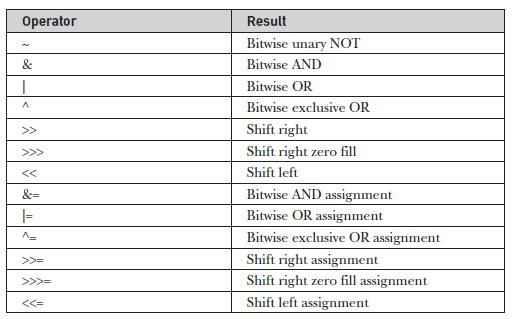 Operator Result
~ Bitwise unary NOT
& Bitwise AND
| Bitwise OR
^ Bitwise exclusive OR
>> Shift right
>>> Shift right zero fill
<< Shift left
&= Bitwise AND assignment
|= Bitwise OR assignment
^= Bitwise exclusive OR assignment
>>= Shift right assignment
>>>= Shift right zero fill assignment
<<= Shift left assignment